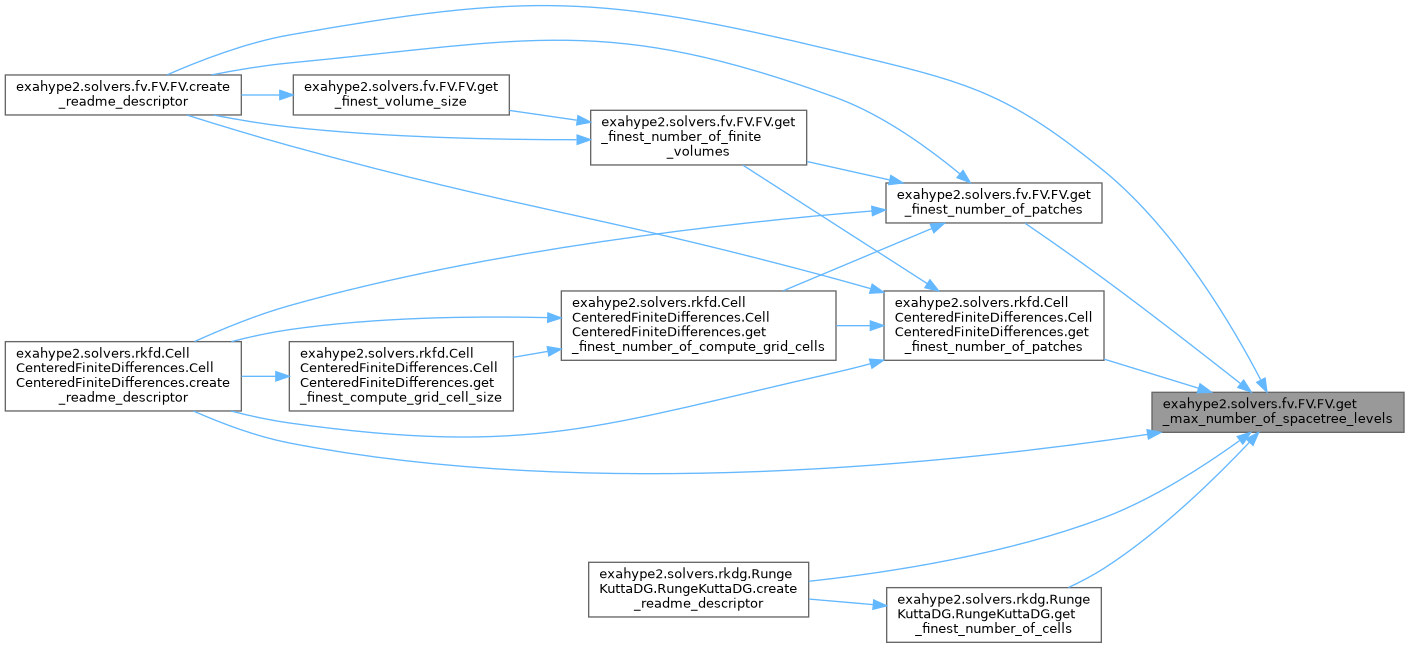 exahype2.solvers.fv.FV.FV.create
_readme_descriptor
exahype2.solvers.fv.FV.FV.get
_finest_volume_size
exahype2.solvers.fv.FV.FV.get
_finest_number_of_finite
_volumes
exahype2.solvers.fv.FV.FV.get
_finest_number_of_patches
exahype2.solvers.rkfd.Cell
CenteredFiniteDifferences.Cell
CenteredFiniteDifferences.get
_finest_number_of_compute_grid_cells
exahype2.solvers.rkfd.Cell
CenteredFiniteDifferences.Cell
CenteredFiniteDifferences.get
_finest_number_of_patches
exahype2.solvers.rkfd.Cell
CenteredFiniteDifferences.Cell
CenteredFiniteDifferences.create
_readme_descriptor
exahype2.solvers.rkfd.Cell
CenteredFiniteDifferences.Cell
CenteredFiniteDifferences.get
_finest_compute_grid_cell_size
exahype2.solvers.fv.FV.FV.get
_max_number_of_spacetree_levels
exahype2.solvers.rkdg.Runge
KuttaDG.RungeKuttaDG.create
_readme_descriptor
exahype2.solvers.rkdg.Runge
KuttaDG.RungeKuttaDG.get
_finest_number_of_cells